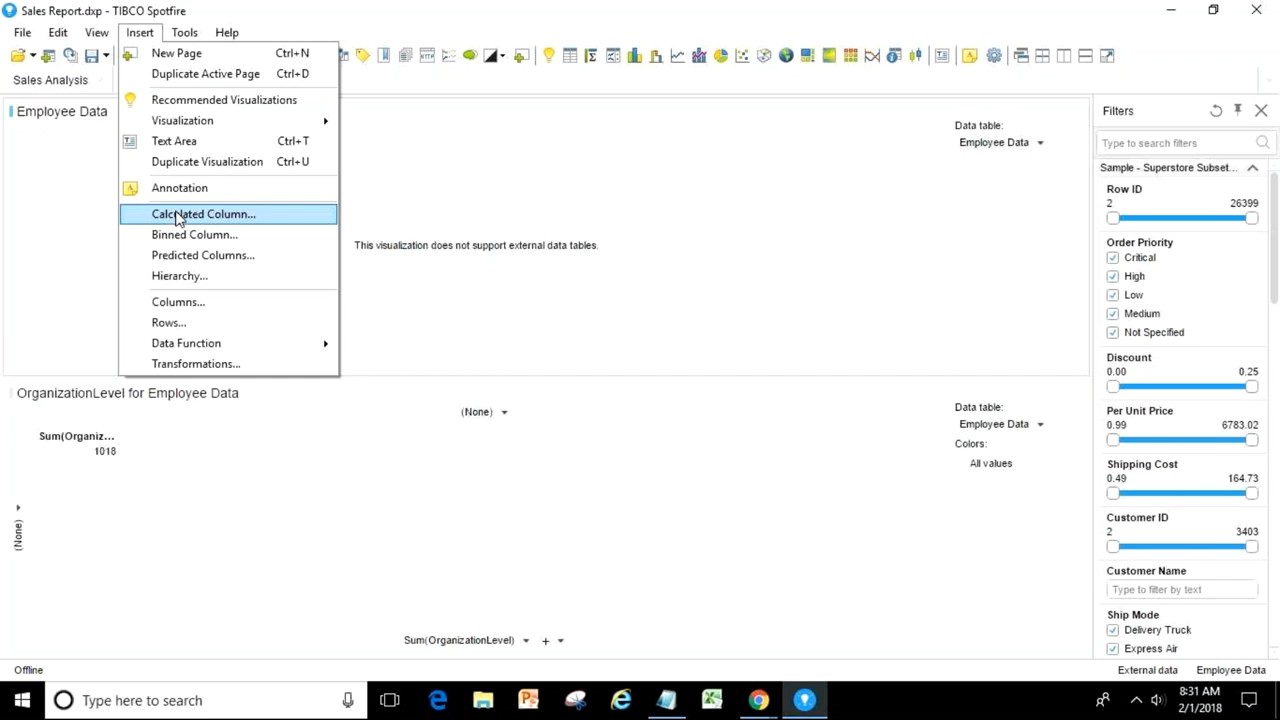 Sales Report.dxp - TIBCO Spotfire
File Edit View Insert Tools Help
Sales Analysis
New Page Ctrl+N
Duplicate Active Page Ctrl+D
Recommended Visualizations
Visualization
Text Area Ctrl+T
Duplicate Visualization Ctrl+U
Annotation
Calculated Column...
Binned Column...
Predicted Columns...
Hierarchy...
Columns...
Rows...
Data Function
Transformations...
Employee Data
Data table:
Employee Data
This visualization does not support external data tables.
OrganizationLevel for Employee Data
(None)
Data table:
Employee Data
Colors:
All values
Sum(Organiz...
1018
(None)
Sum(OrganizationLevel) +
Filters
Type to search filters
Sample - Superstore Subset...
Row ID
2 26399
Order Priority
Critical
High
Low
Medium
Not Specified
Discount
0.00 0.25
Per Unit Price
0.99 6783.02
Shipping Cost
0.49 164.73
Customer ID
2 3403
Customer Name
Type to filter by text
Ship Mode
Delivery Truck
Express Air
Offline External data Employee Data
Type here to search
8:31 AM
2/1/2018